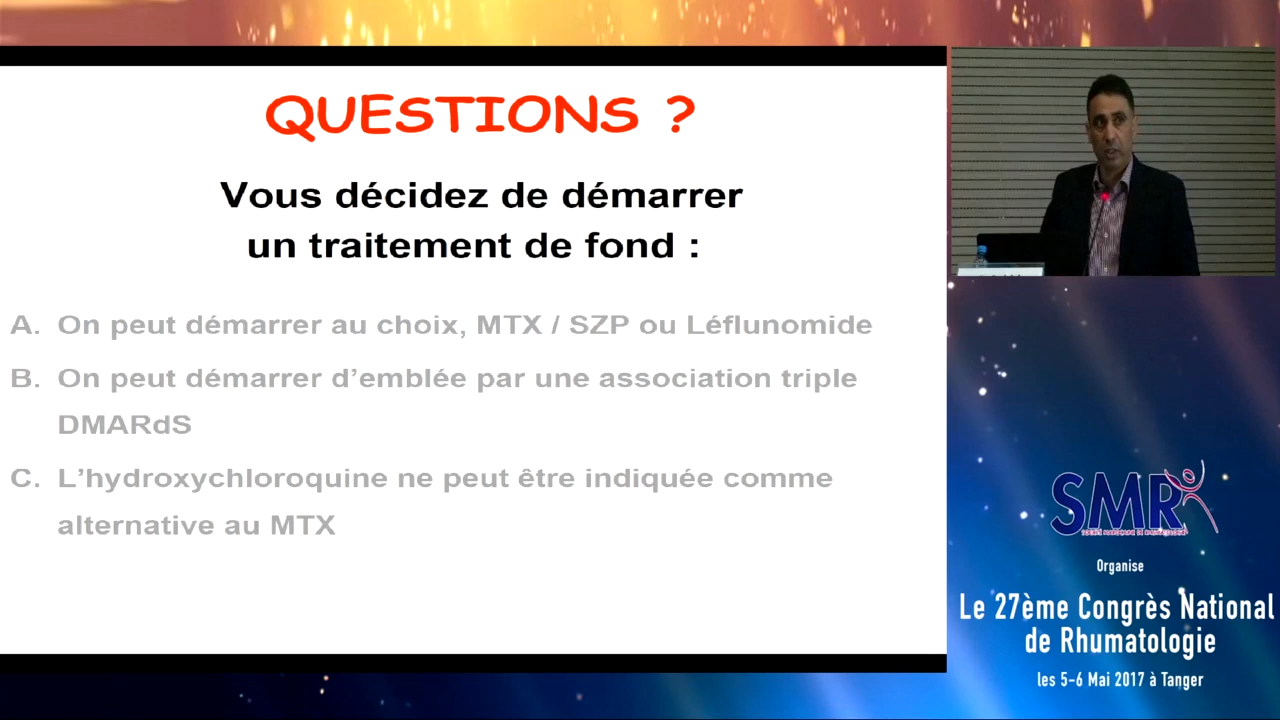 QUESTIONS ?
Vous décidez de démarrer
un traitement de fond :
A. On peut démarrer au choix, MTX / SZP ou Léflunomide
B. On peut démarrer d’emblée par une association triple
DMARdS
C. L’hydroxychloroquine ne peut être indiquée comme
alternative au MTX
SMR
Organise
Le 27ème Congrès National
de Rhumatologie
les 5-6 Mai 2017 à Tanger